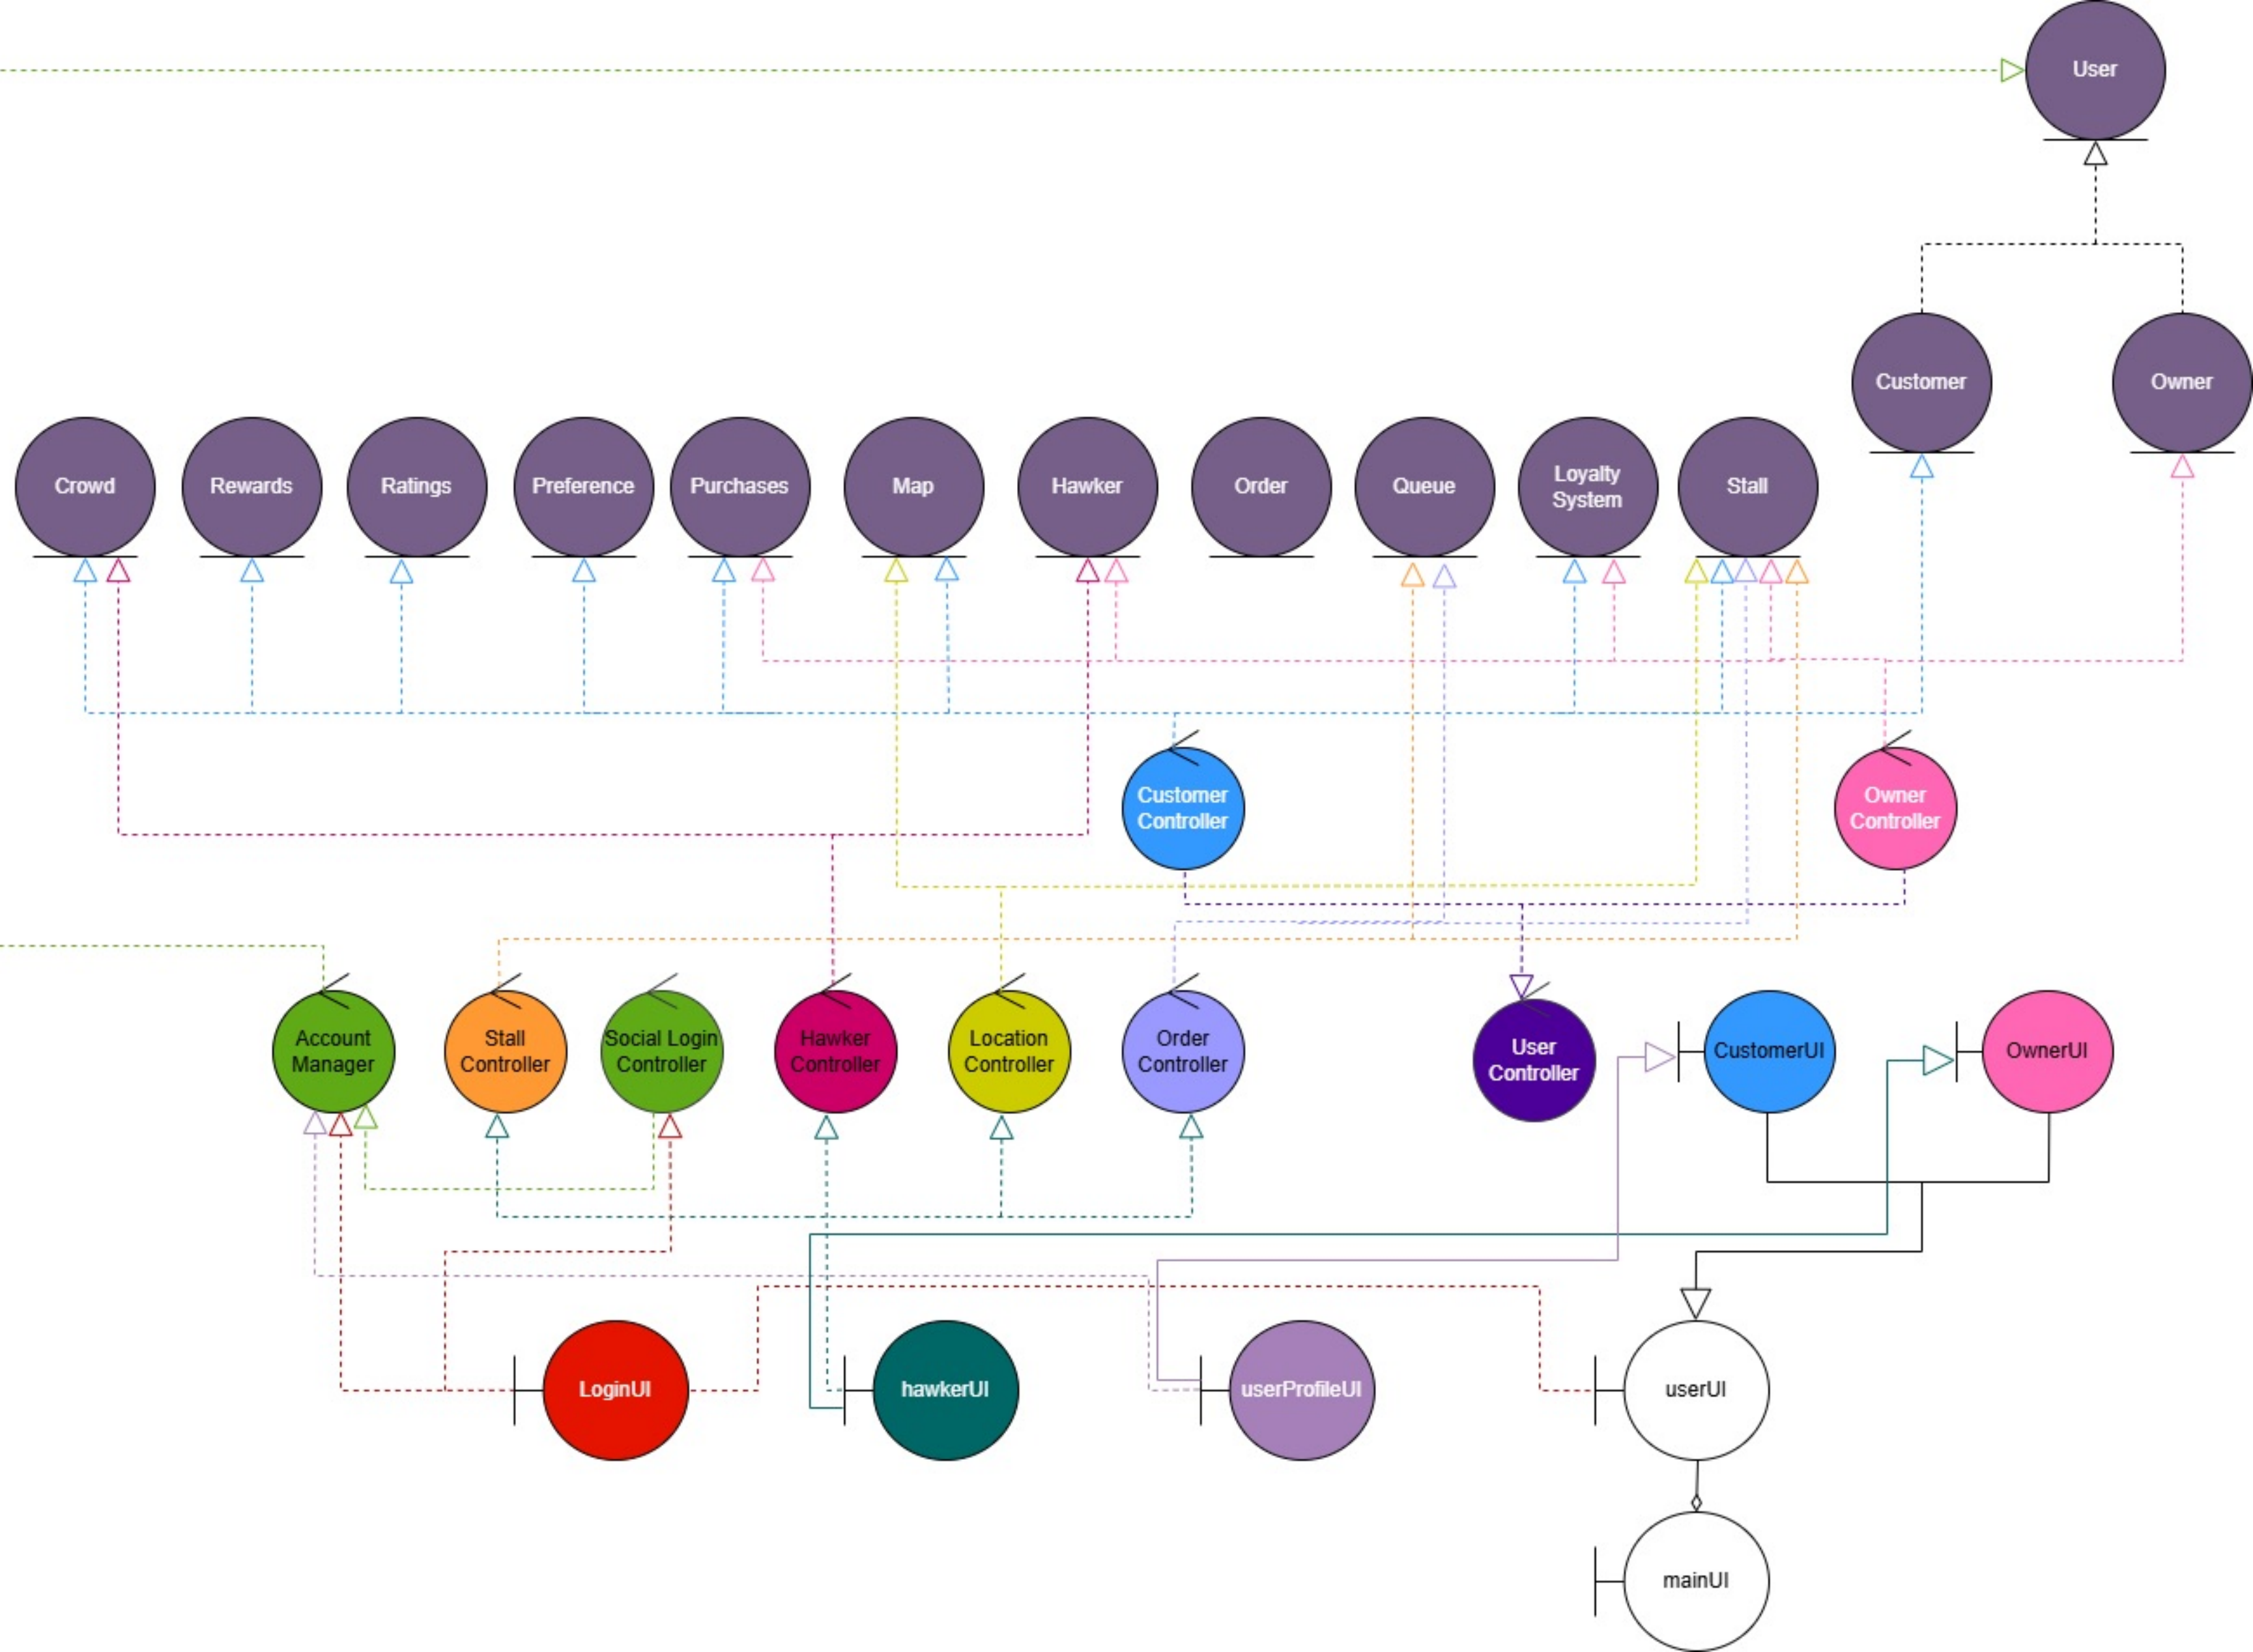 User
Customer
Owner
Crowd
Rewards
Ratings
Preference
Purchases
Map
Hawker
Order
Queue
Loyalty
System
Stall
Customer
Controller
Owner
Controller
Account
Manager
Stall
Controller
Social Login
Controller
Hawker
Controller
Location
Controller
Order
Controller
User
Controller
CustomerUI
OwnerUI
LoginUI
hawkerUI
userProfileUI
userUI
mainUI